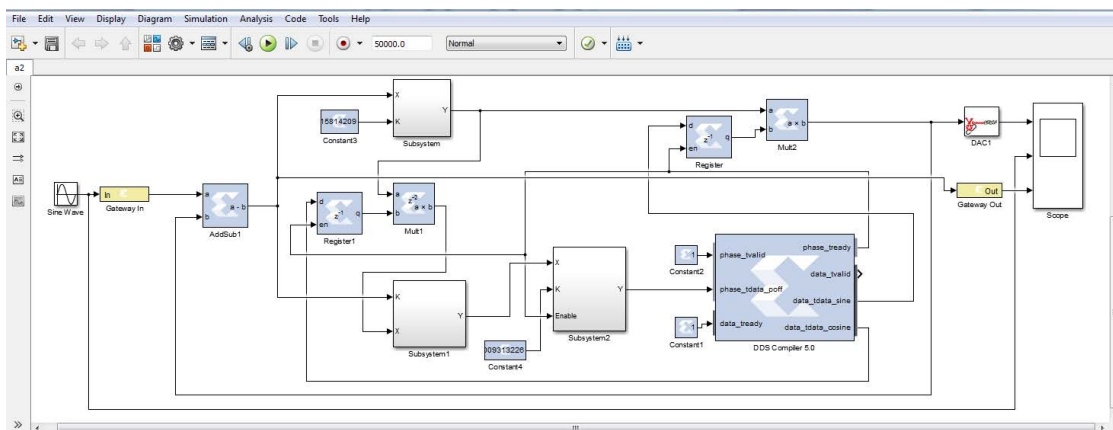 File Edit View Display Diagram Simulation Analysis Code Tools Help
50000.0
Normal
a2
X
K
Y
Subsystem
15814209
Constant3
d
en
z⁻¹
q
Register
a
b
a × b
Mult2
DAC1
Scope
Sine Wave
In
Gateway In
a
b
a - b
AddSub1
d
en
z⁻¹
q
Register1
a
b
z⁻²
a × b
Mult1
Out
Gateway Out
K
X
Y
Subsystem1
X
K
Enable
Y
Subsystem2
009313226
Constant4
1
Constant2
1
Constant1
phase_tvalid
phase_tdata_poff
data_tready
phase_tready
data_tvalid
data_tdata_sine
data_tdata_cosine
DDS Compiler 5.0